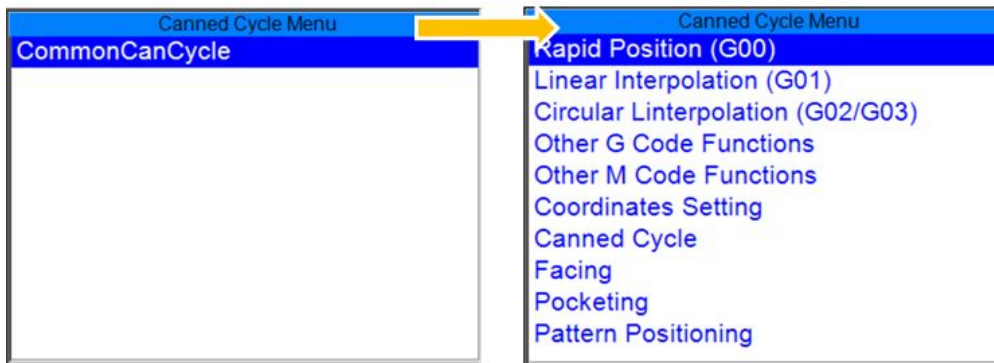 Canned Cycle Menu
CommonCanCycle
Canned Cycle Menu
Rapid Position (G00)
Linear Interpolation (G01)
Circular Linterpolation (G02/G03)
Other G Code Functions
Other M Code Functions
Coordinates Setting
Canned Cycle
Facing
Pocketing
Pattern Positioning